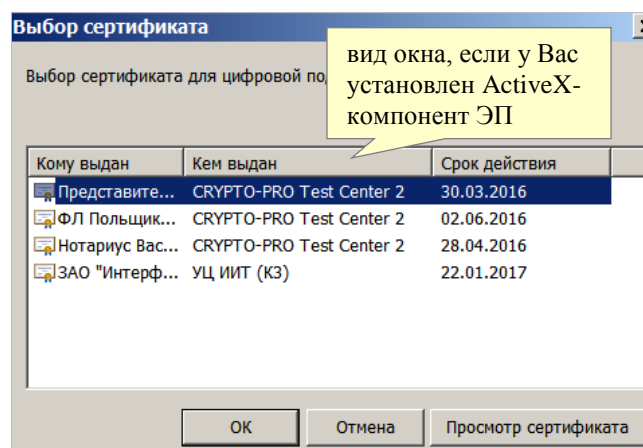 Выбор сертификата
вид окна, если у Вас
установлен ActiveX-
компонент ЭП
Выбор сертификата для цифровой по
Кому выдан Кем выдан Срок действия
Представите... CRYPTO-PRO Test Center 2 30.03.2016
ФЛ Польщик... CRYPTO-PRO Test Center 2 02.06.2016
Нотариус Вас... CRYPTO-PRO Test Center 2 28.04.2016
ЗАО "Интерф... УЦ ИИТ (К3) 22.01.2017
ОК Отмена Просмотр сертификата